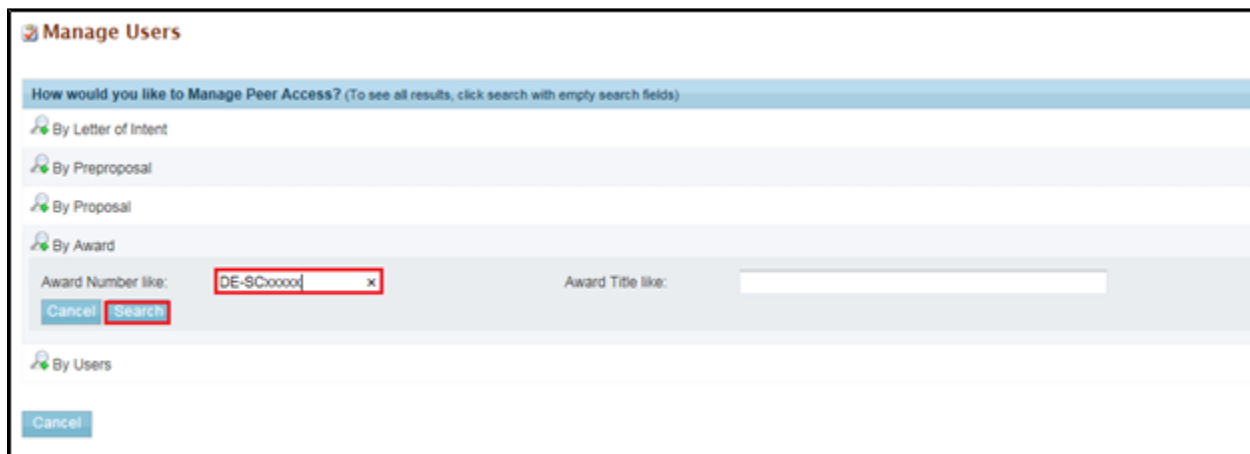 Manage Users
How would you like to Manage Peer Access? (To see all results, click search with empty search fields)
By Letter of Intent
By Preproposal
By Proposal
By Award
Award Number like: DE-SCxxxxx × Award Title like:
Cancel Search
By Users
Cancel